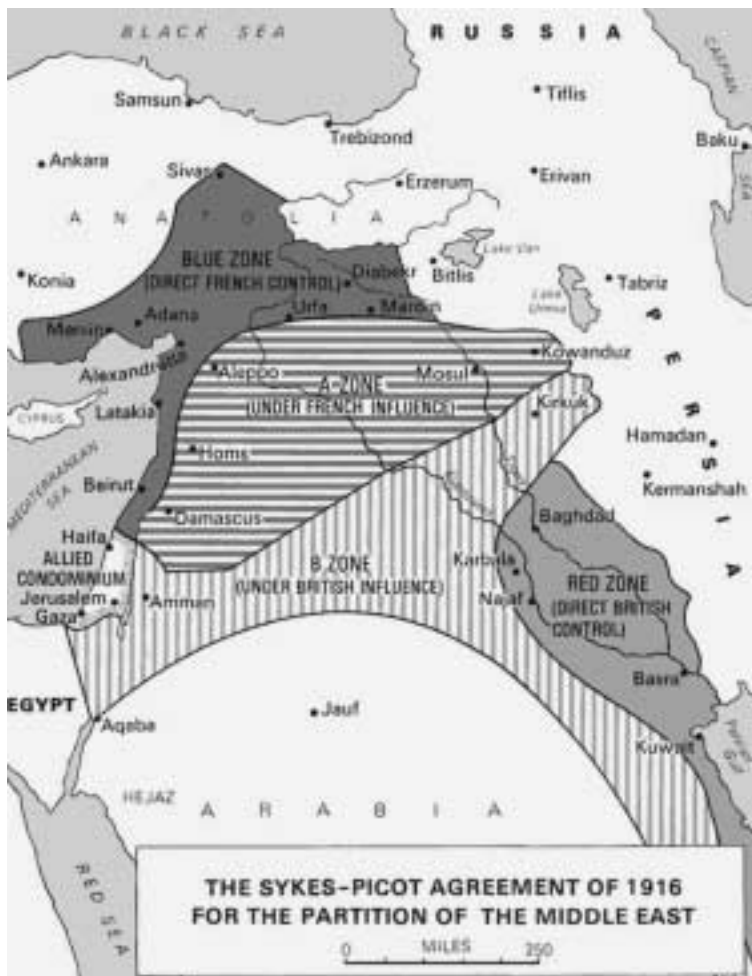 BLACK SEA
RUSSIA
CASPIAN
SEA
Samsun
Tiflis
Trebizond
Baku
Ankara
Sivas
Erzerum
Erivan
ANATOLIA
Lake Van
BLUE ZONE
(DIRECT FRENCH CONTROL)
Diabekr
Bitlis
Konia
Tabriz
Lake
Urmia
Urfa
Mardin
Adana
Mersin
PERSIA
Alexandretta
Aleppo
Mosul
Kowanduz
A-ZONE
(UNDER FRENCH INFLUENCE)
CYPRUS
Latakia
Kirkuk
Hamadan
MEDITERRANEAN
SEA
Homs
Kermanshah
Beirut
Damascus
Baghdad
Haifa
ALLIED
CONDOMINIUM
B ZONE
(UNDER BRITISH INFLUENCE)
Karbala
RED ZONE
(DIRECT BRITISH
CONTROL)
Jerusalem
Amman
Najaf
Gaza
Basra
EGYPT
Aqaba
Jauf
Kuwait
Persian
Gulf
HEJAZ
ARABIA
RED SEA
THE SYKES-PICOT AGREEMENT OF 1916
FOR THE PARTITION OF THE MIDDLE EAST
0 MILES 250